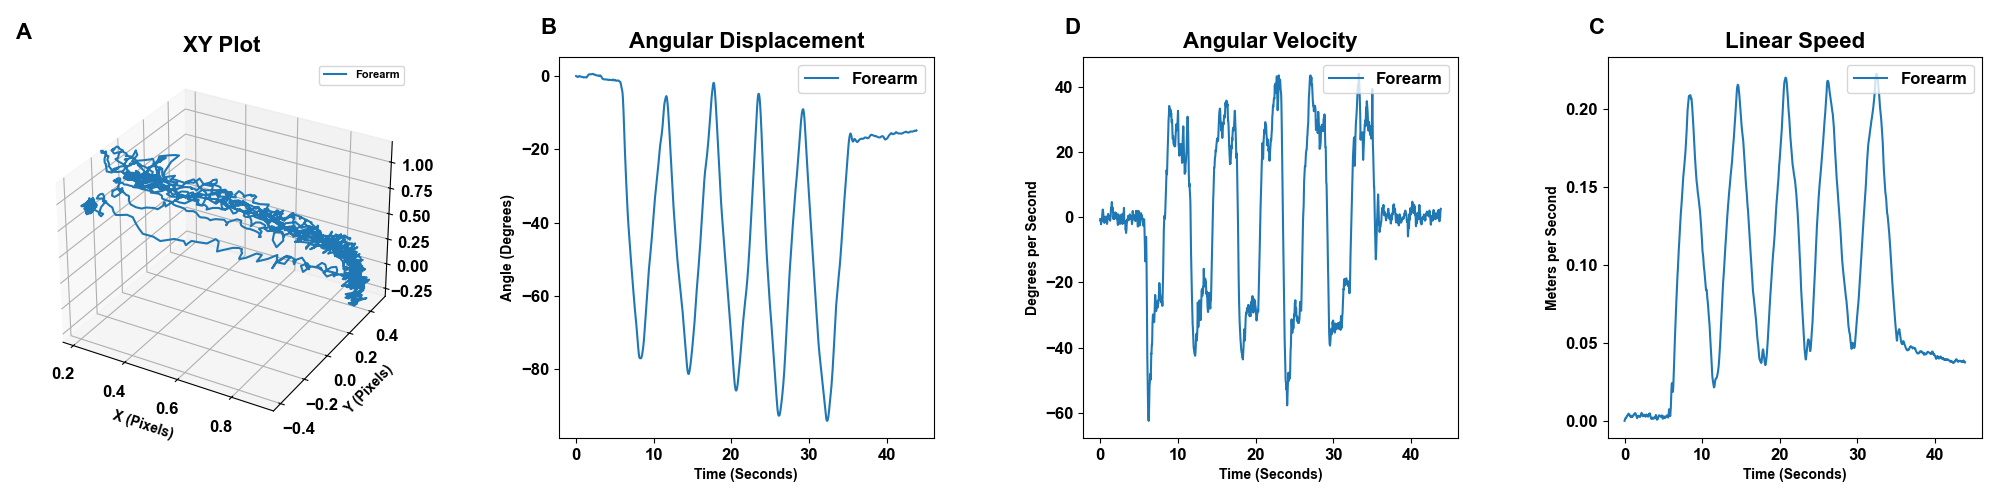 A
XY Plot
Forearm
1.00
0.75
0.50
0.25
0.00
−0.25
0.4
0.2
0.0
−0.2
−0.4
Y (Pixels)
0.2
0.4
0.6
0.8
X (Pixels)
B
Angular Displacement
Forearm
0
−20
−40
−60
−80
Angle (Degrees)
0 10 20 30 40
Time (Seconds)
D
Angular Velocity
Forearm
40
20
0
−20
−40
−60
Degrees per Second
0 10 20 30 40
Time (Seconds)
C
Linear Speed
Forearm
0.20
0.15
0.10
0.05
0.00
Meters per Second
0 10 20 30 40
Time (Seconds)